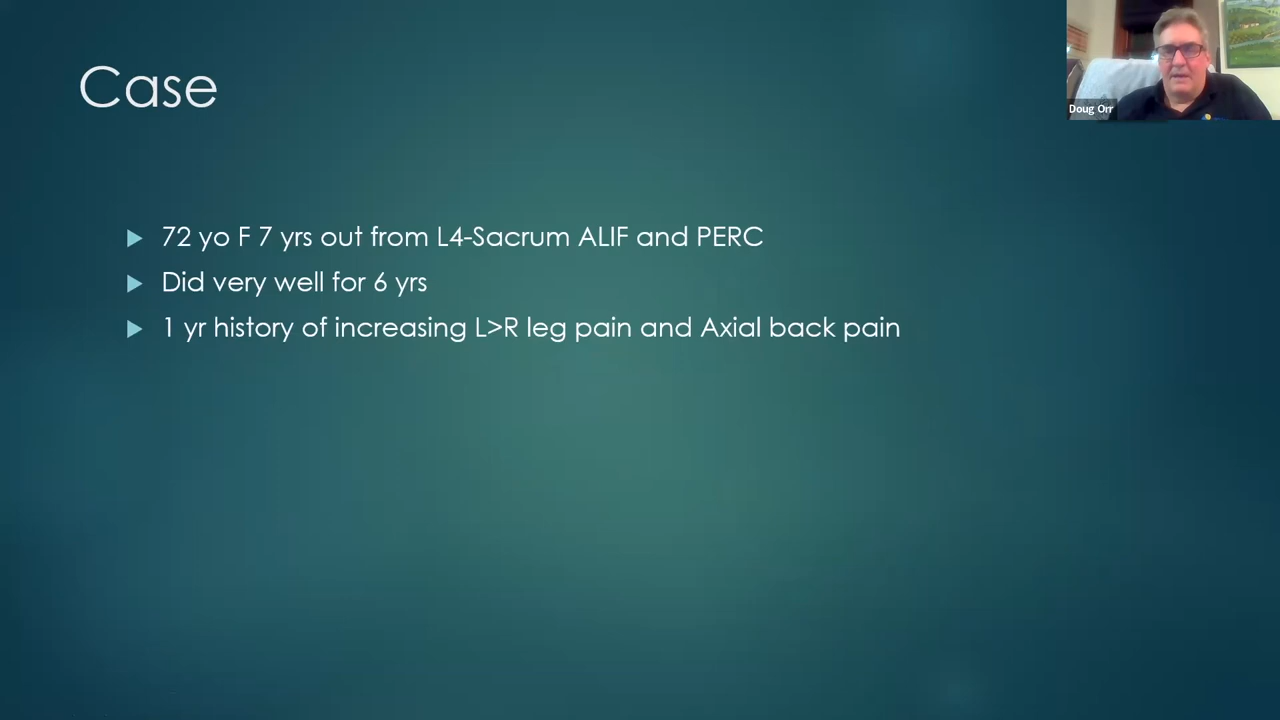 Case
72 yo F 7 yrs out from L4-Sacrum ALIF and PERC
Did very well for 6 yrs
1 yr history of increasing L>R leg pain and Axial back pain
Doug Orr